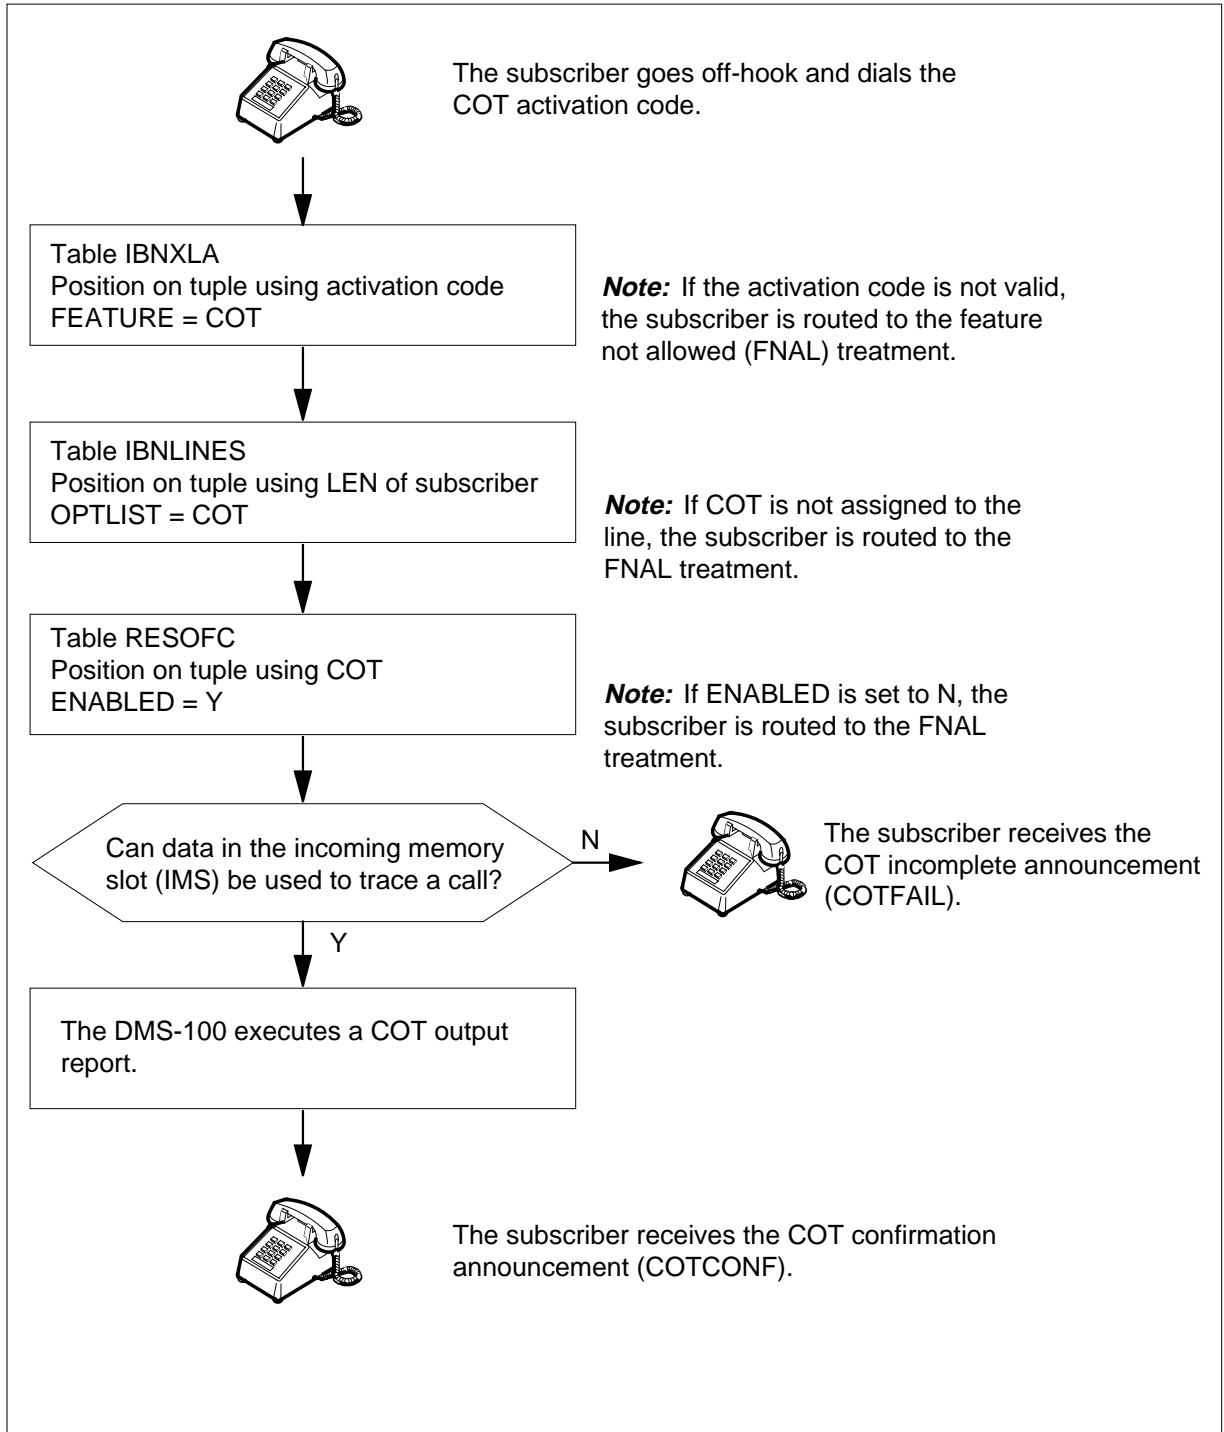 The subscriber goes off-hook and dials the
COT activation code.
Table IBNXLA
Position on tuple using activation code
FEATURE = COT
Note: If the activation code is not valid,
the subscriber is routed to the feature
not allowed (FNAL) treatment.
Table IBNLINES
Position on tuple using LEN of subscriber
OPTLIST = COT
Note: If COT is not assigned to the
line, the subscriber is routed to the
FNAL treatment.
Table RESOFC
Position on tuple using COT
ENABLED = Y
Note: If ENABLED is set to N, the
subscriber is routed to the FNAL
treatment.
Can data in the incoming memory
slot (IMS) be used to trace a call?
N
The subscriber receives the
COT incomplete announcement
(COTFAIL).
Y
The DMS-100 executes a COT output
report.
The subscriber receives the COT confirmation
announcement (COTCONF).